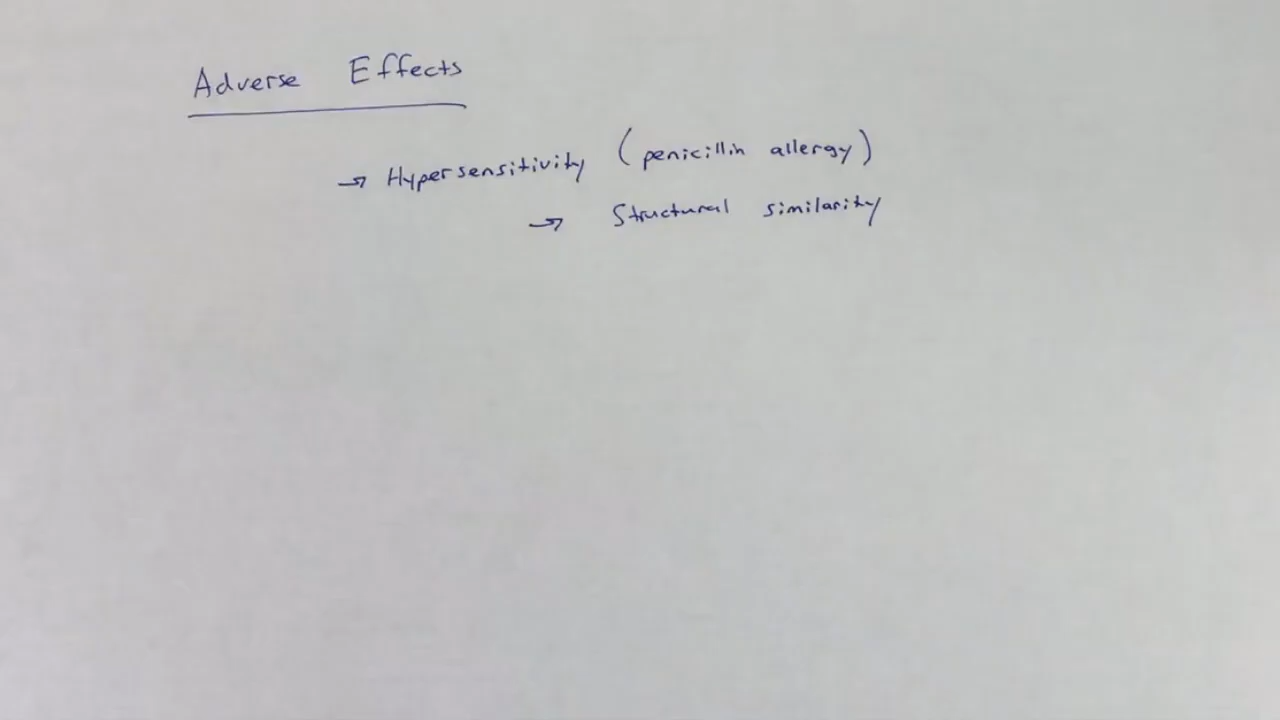 Adverse Effects
→ Hypersensitivity (penicillin allergy)
→ Structural similarity